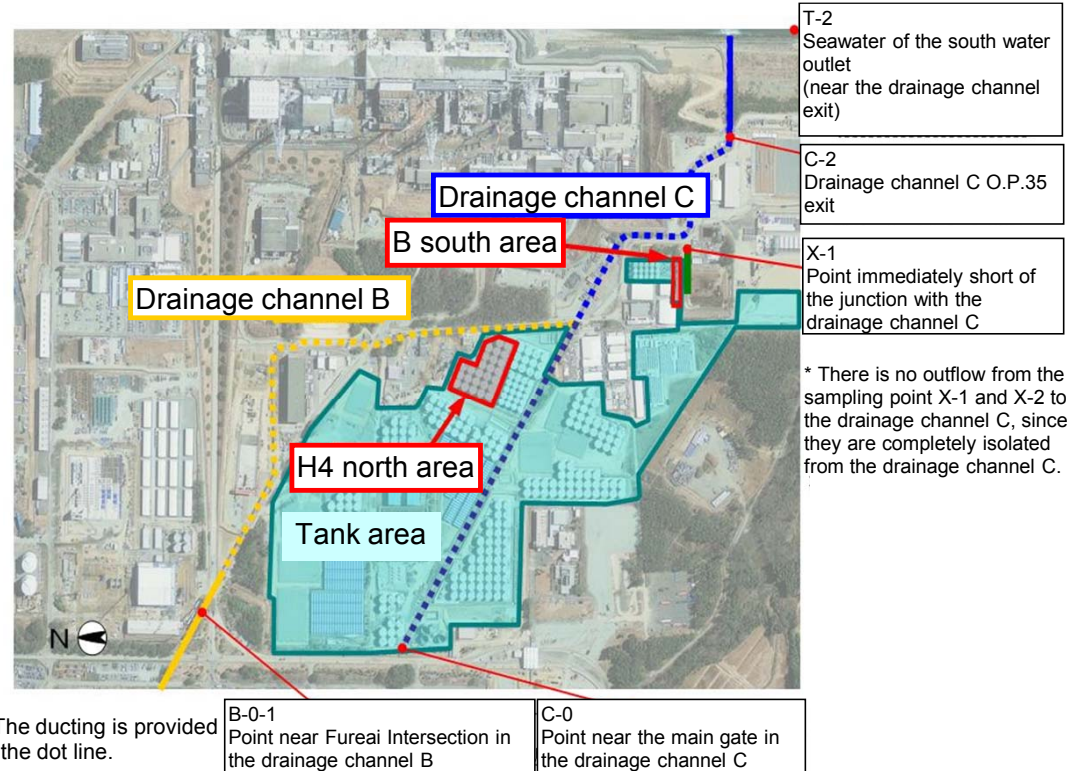 T-2
Seawater of the south water
outlet
(near the drainage channel
exit)
C-2
Drainage channel C O.P.35
exit
Drainage channel C
B south area
X-1
Point immediately short of
the junction with the
drainage channel C
Drainage channel B
* There is no outflow from the
sampling point X-1 and X-2 to
the drainage channel C, since
they are completely isolated
from the drainage channel C.
H4 north area
Tank area
N
The ducting is provided
the dot line.
B-0-1
Point near Fureai Intersection in
the drainage channel B
C-0
Point near the main gate in
the drainage channel C